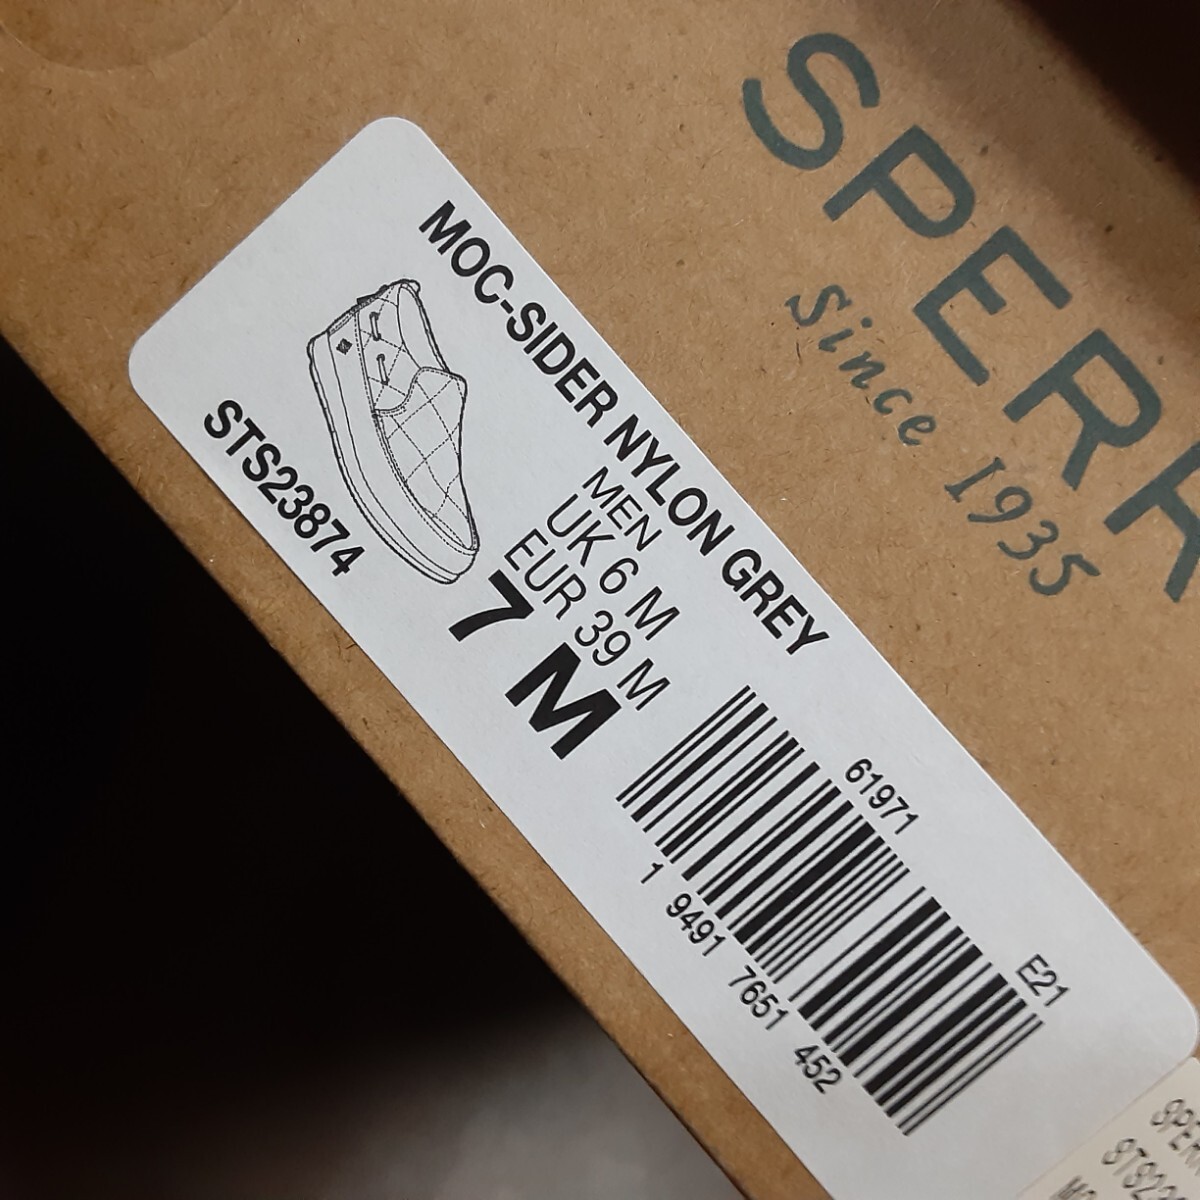 SPER
Since 1935
MOC-SIDER NYLON GREY
STS23874
MEN
UK 6 M
EUR 39 M
7 M
61971
E21
1 9491 7651 452